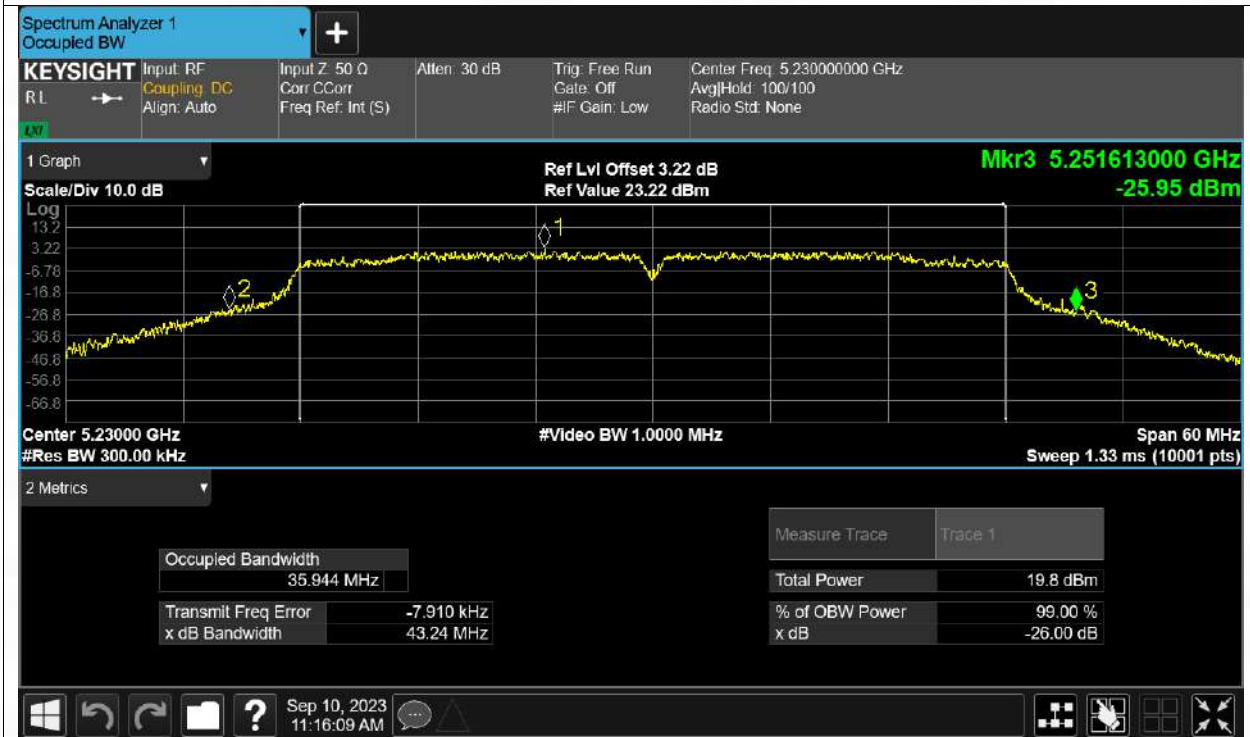 Spectrum Analyzer 1
Occupied BW
KEYSIGHT
Input: RF
Coupling: DC
Align: Auto
Input Z: 50 Ω
Corr CCorr
Freq Ref: Int (S)
Atten: 30 dB
Trig: Free Run
Gate: Off
#IF Gain: Low
Center Freq: 5.230000000 GHz
Avg|Hold: 100/100
Radio Std: None
RL
LXI
1 Graph
Scale/Div 10.0 dB
Ref Lvl Offset 3.22 dB
Ref Value 23.22 dBm
Mkr3 5.251613000 GHz
-25.95 dBm
Log
13.2
3.22
-6.78
-16.8
-26.8
-36.8
-46.8
-56.8
-66.8
1
2
3
Center 5.23000 GHz
#Video BW 1.0000 MHz
Span 60 MHz
#Res BW 300.00 kHz
Sweep 1.33 ms (10001 pts)
2 Metrics
Measure Trace Trace 1
Occupied Bandwidth
35.944 MHz
Total Power 19.8 dBm
Transmit Freq Error -7.910 kHz
% of OBW Power 99.00 %
x dB Bandwidth 43.24 MHz
x dB -26.00 dB
?
Sep 10, 2023
11:16:09 AM